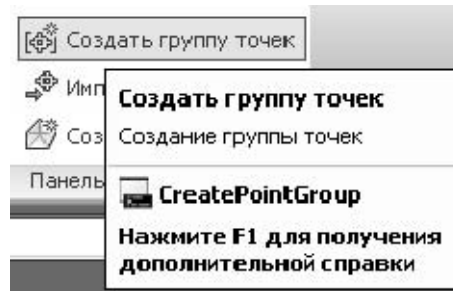 Создать группу точек
Имп
Создать группу точек
Соз
Создание группы точек
Панель
CreatePointGroup
Нажмите F1 для получения
дополнительной справки